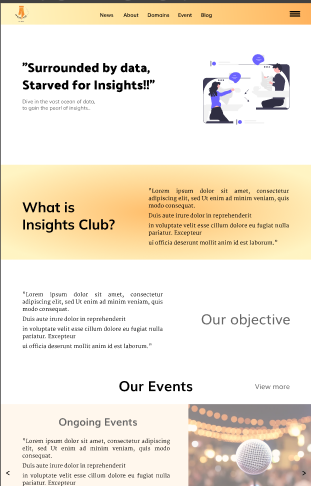 News About Domains Event Blog
"Surrounded by data,
Starved for Insights!!"
Dive in the vast ocean of data,
to gain the pearl of insights..
What is
Insights Club?
"Lorem ipsum dolor sit amet, consectetur
adipiscing elit, sed Ut enim ad minim veniam, quis
modo consequat.
Duis aute irure dolor in reprehenderit
in voluptate velit esse cillum dolore eu fugiat nulla
pariatur. Excepteur
ui officia deserunt mollit anim id est laborum."
"Lorem ipsum dolor sit amet, consectetur
adipiscing elit, sed Ut enim ad minim veniam, quis
modo consequat.
Duis aute irure dolor in reprehenderit
in voluptate velit esse cillum dolore eu fugiat nulla
pariatur. Excepteur
ui officia deserunt mollit anim id est laborum."
Our objective
Our Events
View more
Ongoing Events
"Lorem ipsum dolor sit amet, consectetur
adipiscing elit, sed Ut enim ad minim veniam, quis
modo consequat.
Duis aute irure dolor in reprehenderit
in voluptate velit esse cillum dolore eu fugiat nulla
pariatur. Excepteur